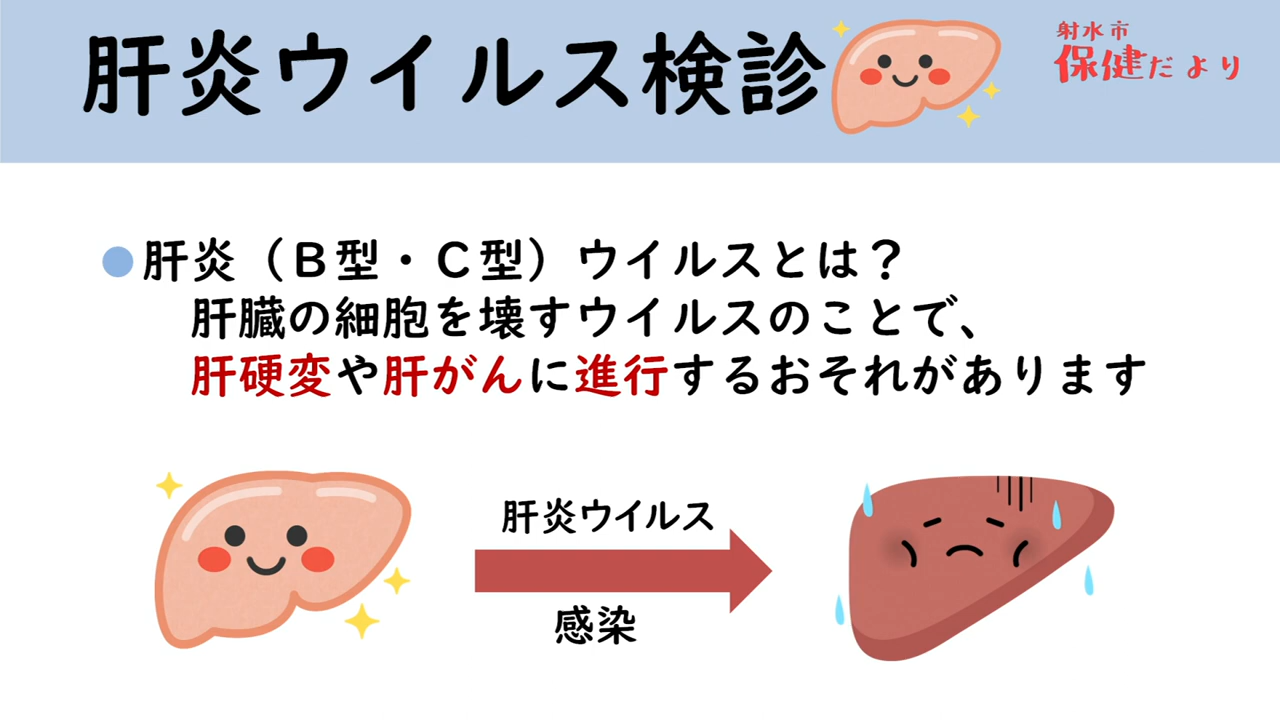 肝炎ウイルス検診
射水市
保健だより
●肝炎（Ｂ型・Ｃ型）ウイルスとは？
肝臓の細胞を壊すウイルスのことで、
肝硬変や肝がんに進行するおそれがあります
肝炎ウイルス
感染